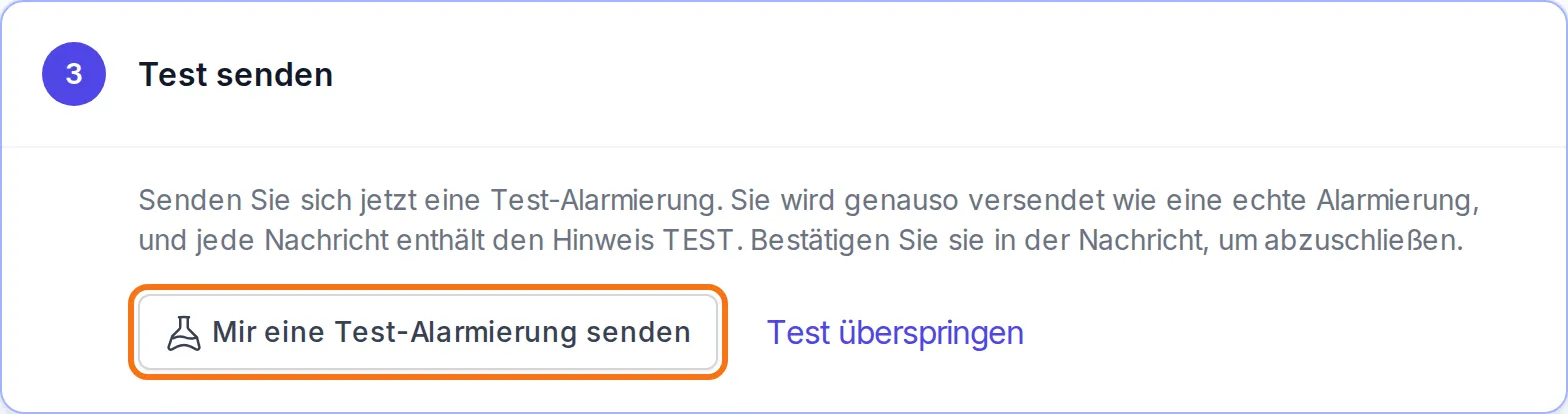 3
Test senden
Senden Sie sich jetzt eine Test-Alarmierung. Sie wird genauso versendet wie eine echte Alarmierung,
und jede Nachricht enthält den Hinweis TEST. Bestätigen Sie sie in der Nachricht, um abzuschließen.
Mir eine Test-Alarmierung senden
Test überspringen